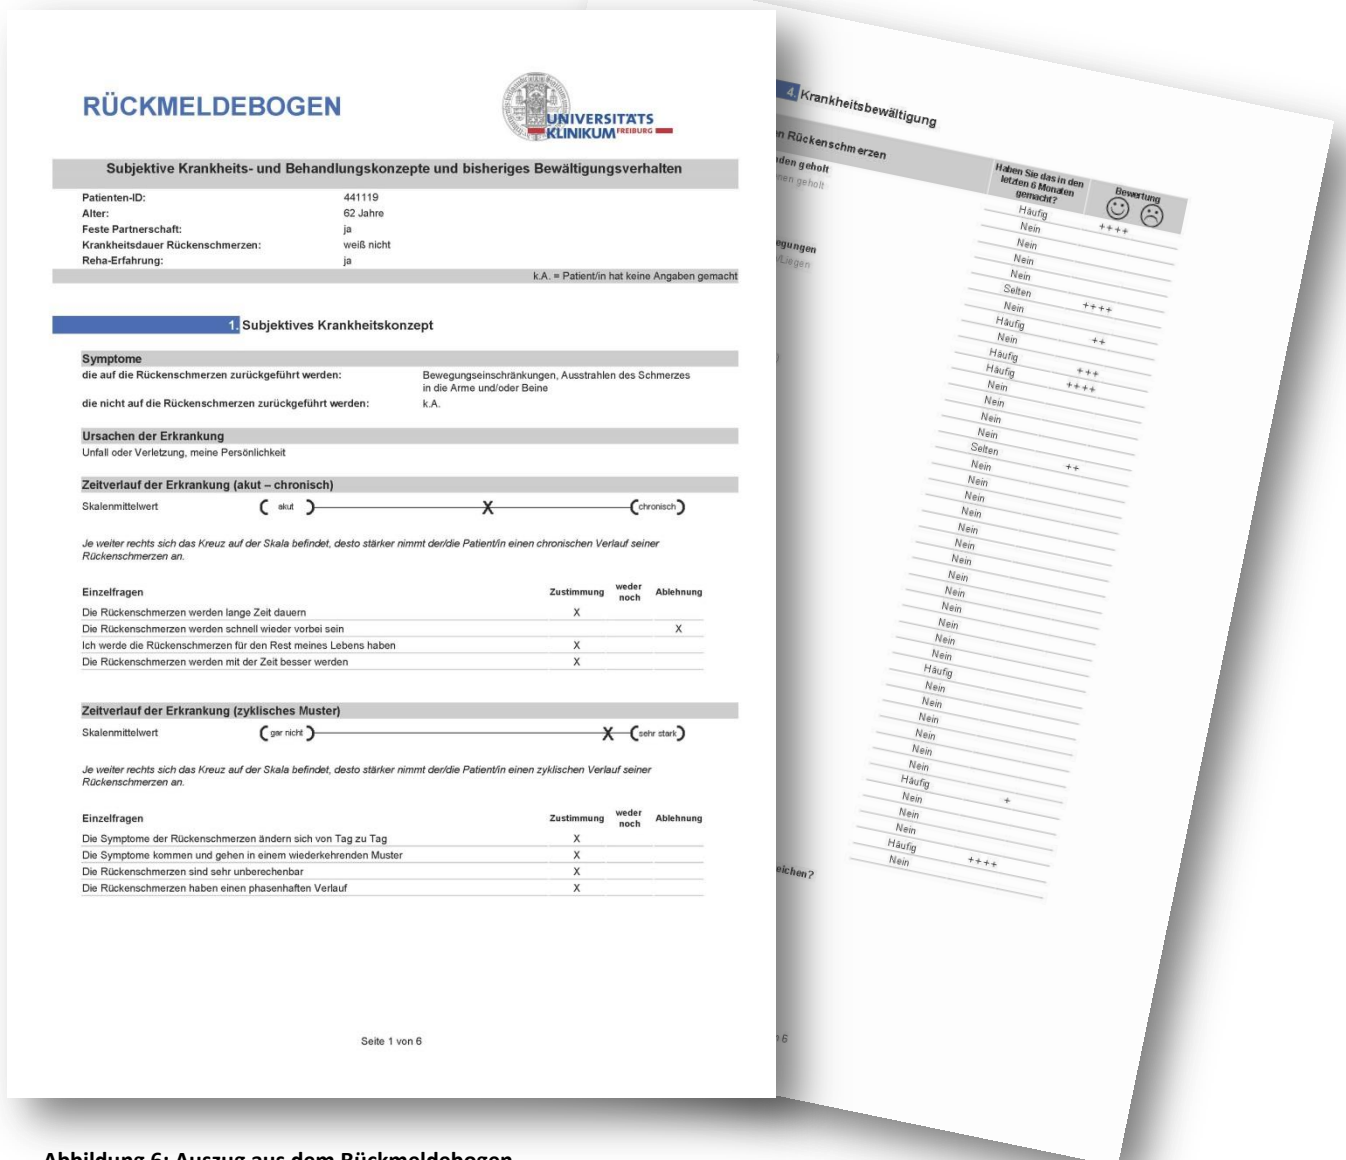 RÜCKMELDEBOGEN
UNIVERSITÄTS
KLINIKUM FREIBURG
Subjektive Krankheits- und Behandlungskonzepte und bisheriges Bewältigungsverhalten
Patienten-ID: 441119
Alter: 62 Jahre
Feste Partnerschaft: ja
Krankheitsdauer Rückenschmerzen: weiß nicht
Reha-Erfahrung: ja
k.A. = Patient/in hat keine Angaben gemacht
1. Subjektives Krankheitskonzept
Symptome
die auf die Rückenschmerzen zurückgeführt werden: Bewegungseinschränkungen, Ausstrahlen des Schmerzes
in die Arme und/oder Beine
die nicht auf die Rückenschmerzen zurückgeführt werden: k.A.
Ursachen der Erkrankung
Unfall oder Verletzung, meine Persönlichkeit
Zeitverlauf der Erkrankung (akut – chronisch)
Skalenmittelwert ( akut ) X ( chronisch )
Je weiter rechts sich das Kreuz auf der Skala befindet, desto stärker nimmt der/die Patient/in einen chronischen Verlauf seiner
Rückenschmerzen an.
Einzelfragen Zustimmung weder noch Ablehnung
Die Rückenschmerzen werden lange Zeit dauern X
Die Rückenschmerzen werden schnell wieder vorbei sein X
Ich werde die Rückenschmerzen für den Rest meines Lebens haben X
Die Rückenschmerzen werden mit der Zeit besser werden X
Zeitverlauf der Erkrankung (zyklisches Muster)
Skalenmittelwert ( gar nicht ) X ( sehr stark )
Je weiter rechts sich das Kreuz auf der Skala befindet, desto stärker nimmt der/die Patient/in einen zyklischen Verlauf seiner
Rückenschmerzen an.
Einzelfragen Zustimmung weder noch Ablehnung
Die Symptome der Rückenschmerzen ändern sich von Tag zu Tag X
Die Symptome kommen und gehen in einem wiederkehrenden Muster X
Die Rückenschmerzen sind sehr unberechenbar X
Die Rückenschmerzen haben einen phasenhaften Verlauf X
Seite 1 von 6
4. Krankheitsbewältigung
en Rückenschmerzen
Haben Sie das in den
letzten 6 Monaten
gemacht?
Bewertung
geholt
geholt
/Liegen
Häufig ++++
Nein
Nein
Nein
Nein
Selten ++++
Nein
Häufig ++
Nein
Häufig +++
Häufig ++++
Nein
Nein
Nein
Nein
Selten ++
Nein
Nein
Nein
Nein
Nein
Nein
Nein
Nein
Nein
Nein
Nein
Nein
Nein
Häufig
Nein
Nein
Nein
Nein
Nein
Nein
Häufig +
Nein
Nein
Nein
Häufig ++++
Nein
eichen?
6
Abbildung 6: Auszug aus dem Rückmeldebogen